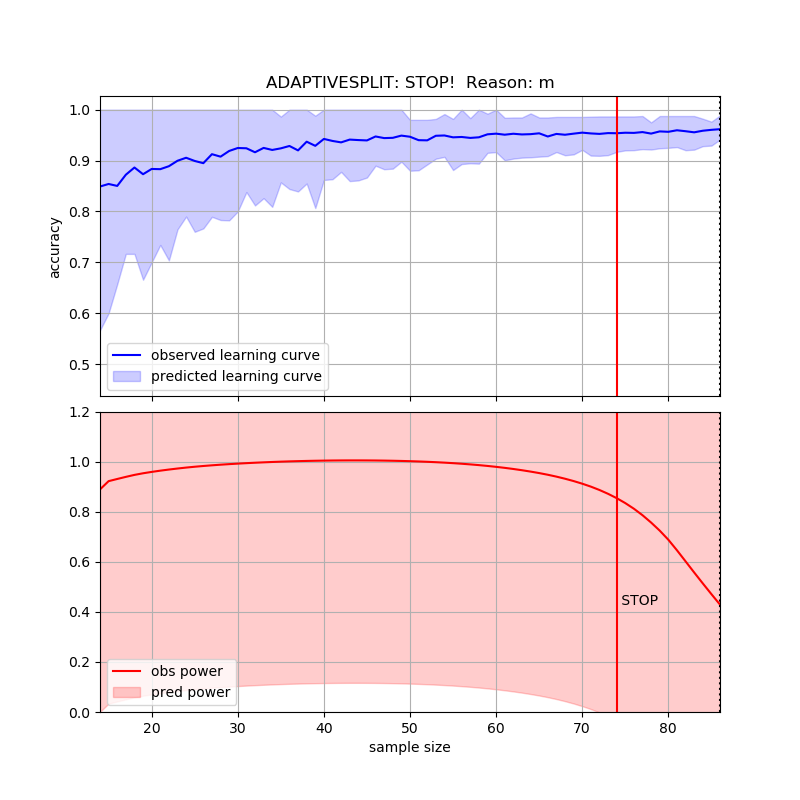 ADAPTIVESPLIT: STOP!  Reason: m
1.0
0.9
0.8
0.7
0.6
0.5
accuracy
observed learning curve
predicted learning curve
1.2
1.0
0.8
0.6
0.4
0.2
0.0
STOP
obs power
pred power
20 30 40 50 60 70 80
sample size